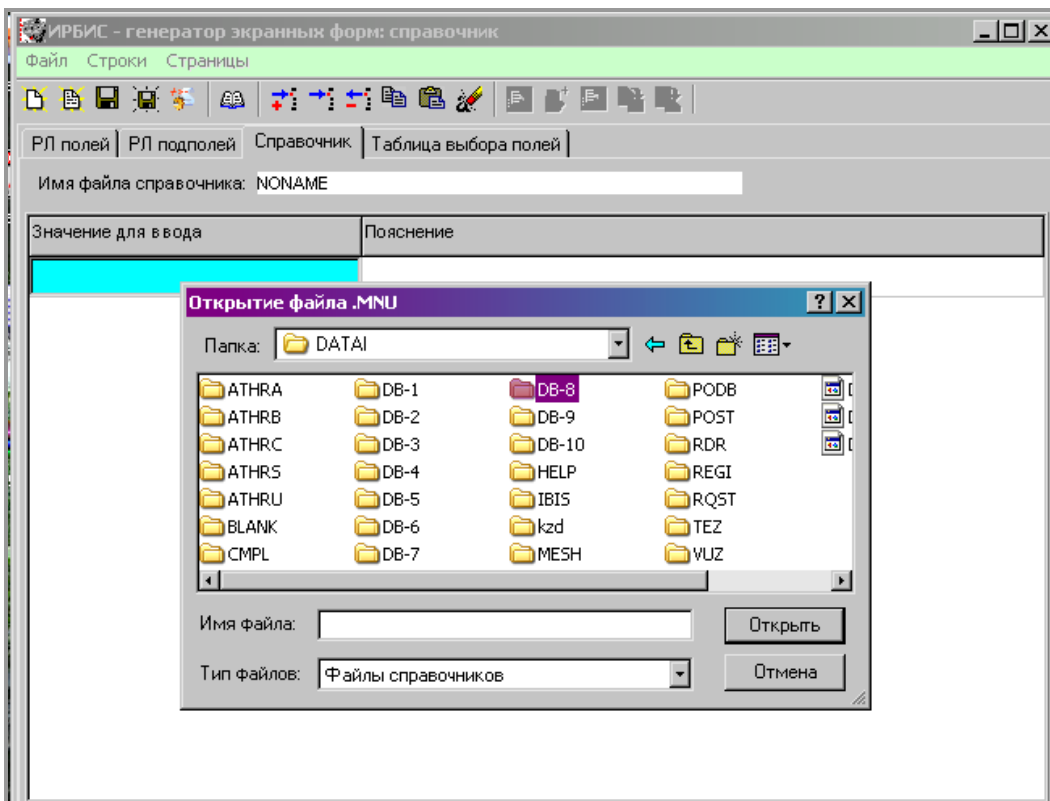 ИРБИС - генератор экранных форм: справочник
Файл Строки Страницы
РЛ полей РЛ подполей Справочник Таблица выбора полей
Имя файла справочника: NONAME
Значение для ввода Пояснение
Открытие файла .MNU
Папка: DATAI
ATHRA DB-1 DB-8 PODB
ATHRB DB-2 DB-9 POST
ATHRC DB-3 DB-10 RDR
ATHRS DB-4 HELP REGI
ATHRU DB-5 IBIS RQST
BLANK DB-6 kzd TEZ
CMPL DB-7 MESH VUZ
Имя файла: Открыть
Тип файлов: Файлы справочников Отмена